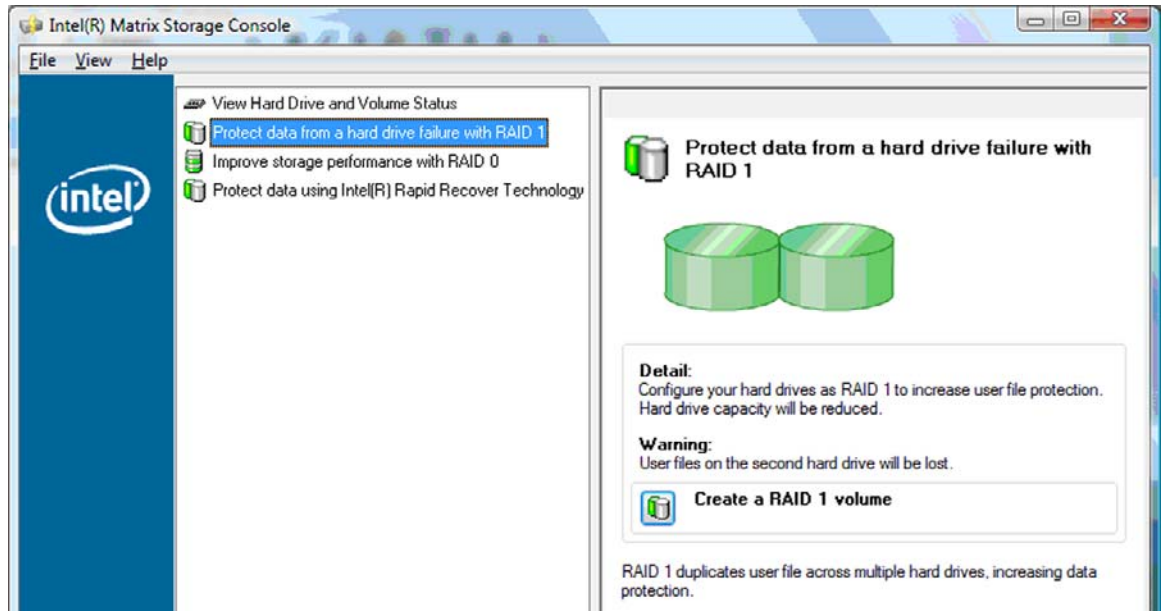 Intel(R) Matrix Storage Console
File View Help
intel
View Hard Drive and Volume Status
Protect data from a hard drive failure with RAID 1
Improve storage performance with RAID 0
Protect data using Intel(R) Rapid Recover Technology
Protect data from a hard drive failure with
RAID 1
Detail:
Configure your hard drives as RAID 1 to increase user file protection.
Hard drive capacity will be reduced.
Warning:
User files on the second hard drive will be lost.
Create a RAID 1 volume
RAID 1 duplicates user file across multiple hard drives, increasing data
protection.